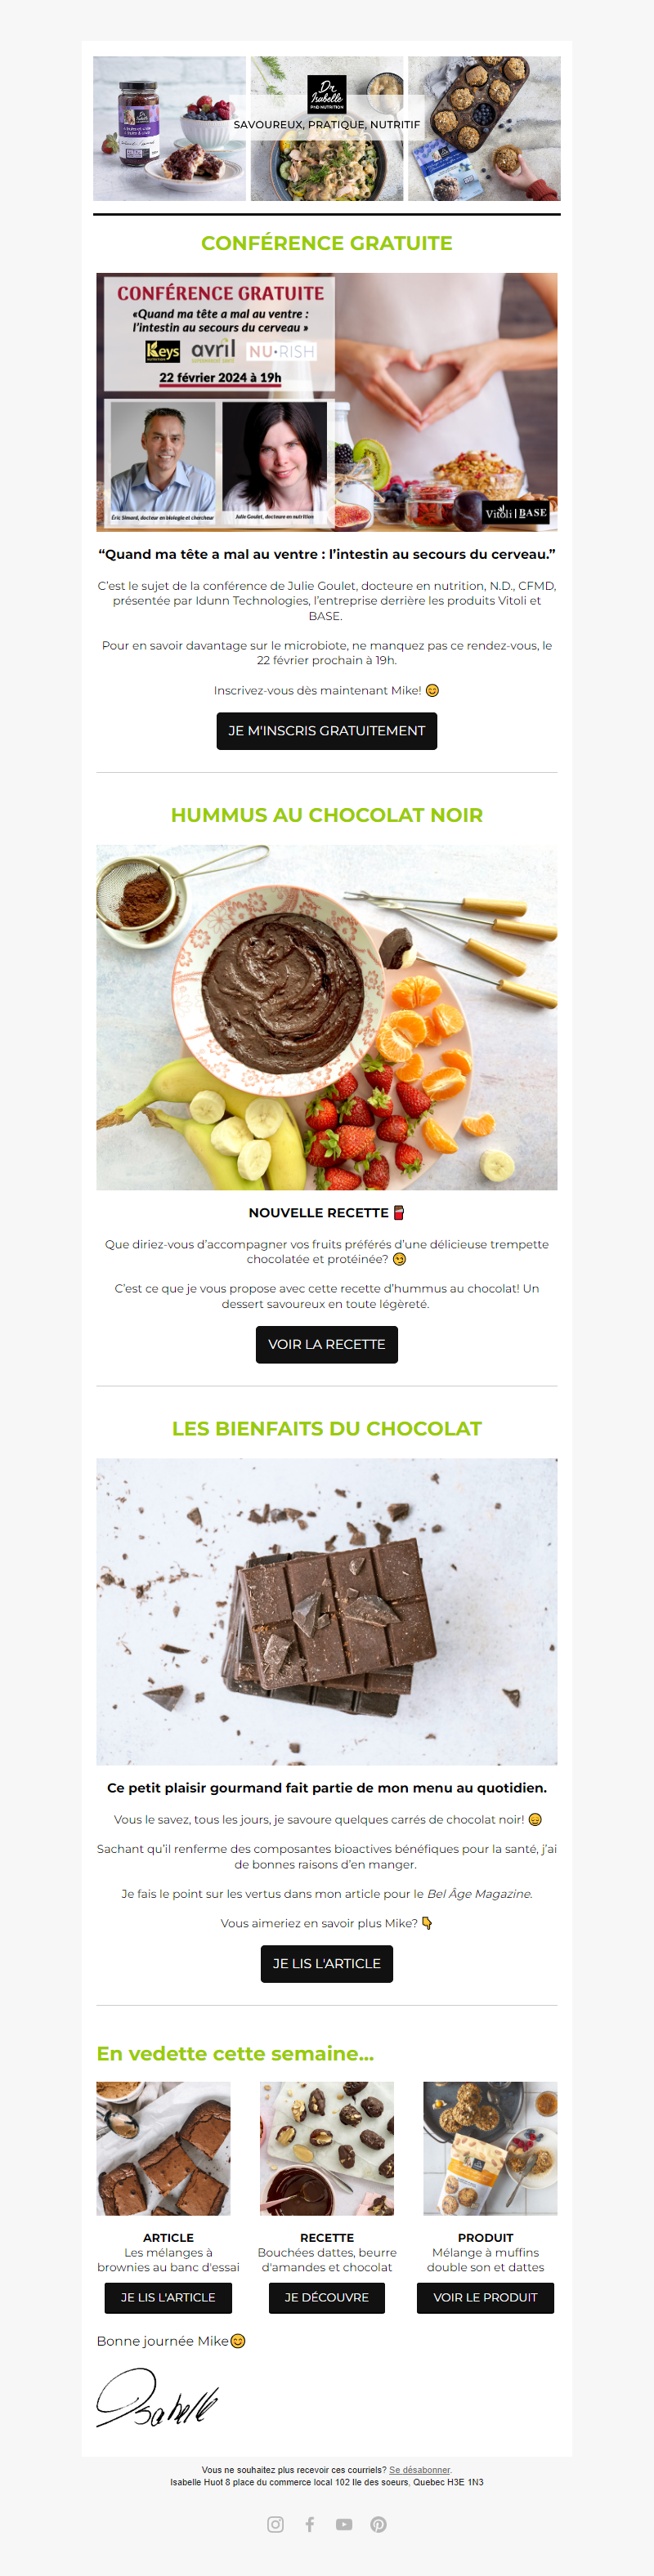 Dr
Isabelle
PHD NUTRITION
SAVOUREUX, PRATIQUE, NUTRITIF
CONFÉRENCE GRATUITE
CONFÉRENCE GRATUITE
«Quand ma tête a mal au ventre :
l'intestin au secours du cerveau »
Keys
avril
NU•RISH
22 février 2024 à 19h
Éric Simard, docteur en biologie et chercheur
Julie Goulet, docteure en nutrition
Vitoli | BASE
“Quand ma tête a mal au ventre : l’intestin au secours du cerveau.”
C’est le sujet de la conférence de Julie Goulet, docteure en nutrition, N.D., CFMD,
présentée par Idunn Technologies, l’entreprise derrière les produits Vitoli et
BASE.
Pour en savoir davantage sur le microbiote, ne manquez pas ce rendez-vous, le
22 février prochain à 19h.
Inscrivez-vous dès maintenant Mike! 😊
JE M'INSCRIS GRATUITEMENT
HUMMUS AU CHOCOLAT NOIR
NOUVELLE RECETTE 🍫
Que diriez-vous d’accompagner vos fruits préférés d’une délicieuse trempette
chocolatée et protéinée? 😏
C’est ce que je vous propose avec cette recette d’hummus au chocolat! Un
dessert savoureux en toute légèreté.
VOIR LA RECETTE
LES BIENFAITS DU CHOCOLAT
Ce petit plaisir gourmand fait partie de mon menu au quotidien.
Vous le savez, tous les jours, je savoure quelques carrés de chocolat noir! 😑
Sachant qu’il renferme des composantes bioactives bénéfiques pour la santé, j’ai
de bonnes raisons d’en manger.
Je fais le point sur les vertus dans mon article pour le Bel Âge Magazine.
Vous aimeriez en savoir plus Mike? 👇
JE LIS L'ARTICLE
En vedette cette semaine...
ARTICLE
Les mélanges à
brownies au banc d'essai
JE LIS L'ARTICLE
RECETTE
Bouchées dattes, beurre
d'amandes et chocolat
JE DÉCOUVRE
PRODUIT
Mélange à muffins
double son et dattes
VOIR LE PRODUIT
Bonne journée Mike😊
Isabelle
Vous ne souhaitez plus recevoir ces courriels? Se désabonner.
Isabelle Huot 8 place du commerce local 102 Ile des soeurs, Quebec H3E 1N3